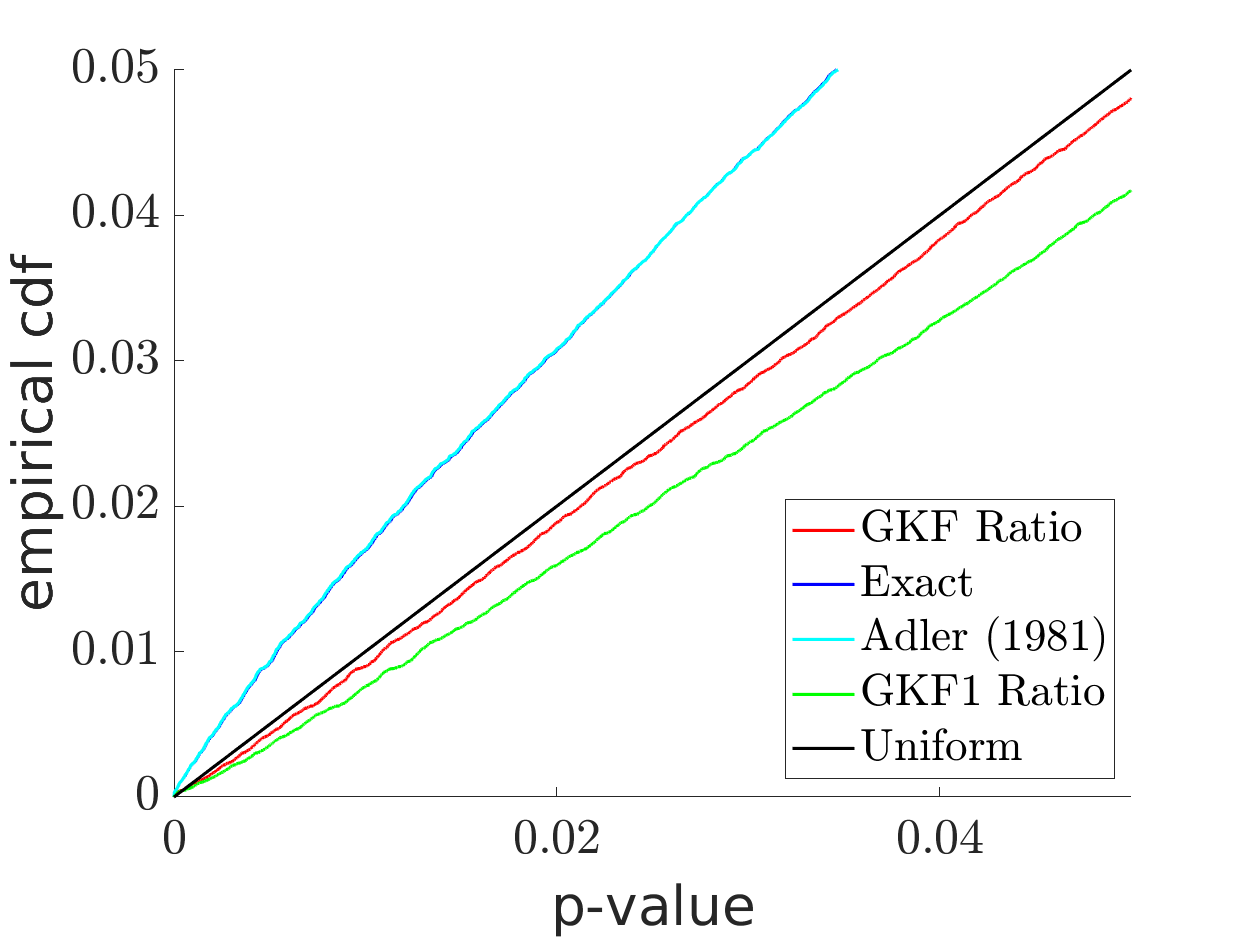 0.05
0.04
0.03
0.02
0.01
0
empirical cdf
0
0.02
0.04
p-value
GKF Ratio
Exact
Adler (1981)
GKF1 Ratio
Uniform